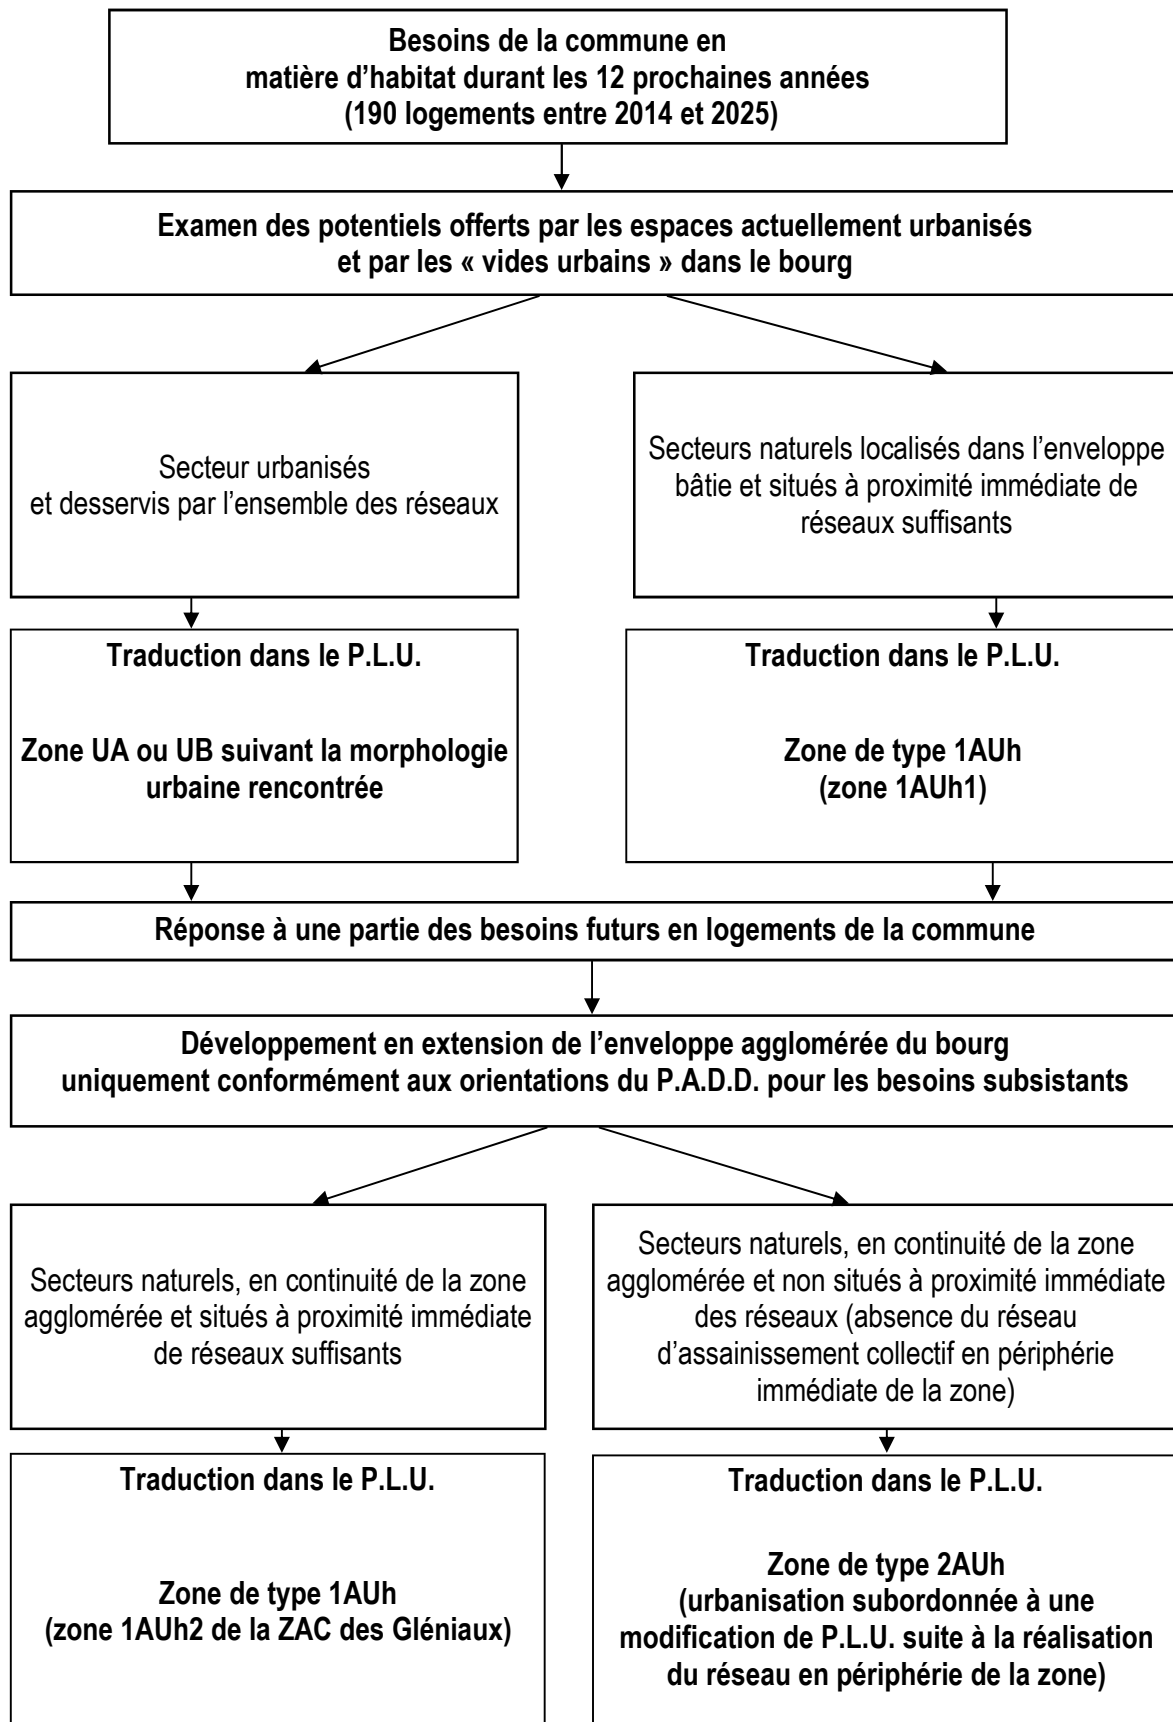 Besoins de la commune en
matière d’habitat durant les 12 prochaines années
(190 logements entre 2014 et 2025)
Examen des potentiels offerts par les espaces actuellement urbanisés
et par les « vides urbains » dans le bourg
Secteur urbanisés
et desservis par l’ensemble des réseaux
Secteurs naturels localisés dans l’enveloppe
bâtie et situés à proximité immédiate de
réseaux suffisants
Traduction dans le P.L.U.
Zone UA ou UB suivant la morphologie
urbaine rencontrée
Traduction dans le P.L.U.
Zone de type 1AUh
(zone 1AUh1)
Réponse à une partie des besoins futurs en logements de la commune
Développement en extension de l’enveloppe agglomérée du bourg
uniquement conformément aux orientations du P.A.D.D. pour les besoins subsistants
Secteurs naturels, en continuité de la zone
agglomérée et situés à proximité immédiate
de réseaux suffisants
Secteurs naturels, en continuité de la zone
agglomérée et non situés à proximité immédiate
des réseaux (absence du réseau
d’assainissement collectif en périphérie
immédiate de la zone)
Traduction dans le P.L.U.
Zone de type 1AUh
(zone 1AUh2 de la ZAC des Gléniaux)
Traduction dans le P.L.U.
Zone de type 2AUh
(urbanisation subordonnée à une
modification de P.L.U. suite à la réalisation
du réseau en périphérie de la zone)